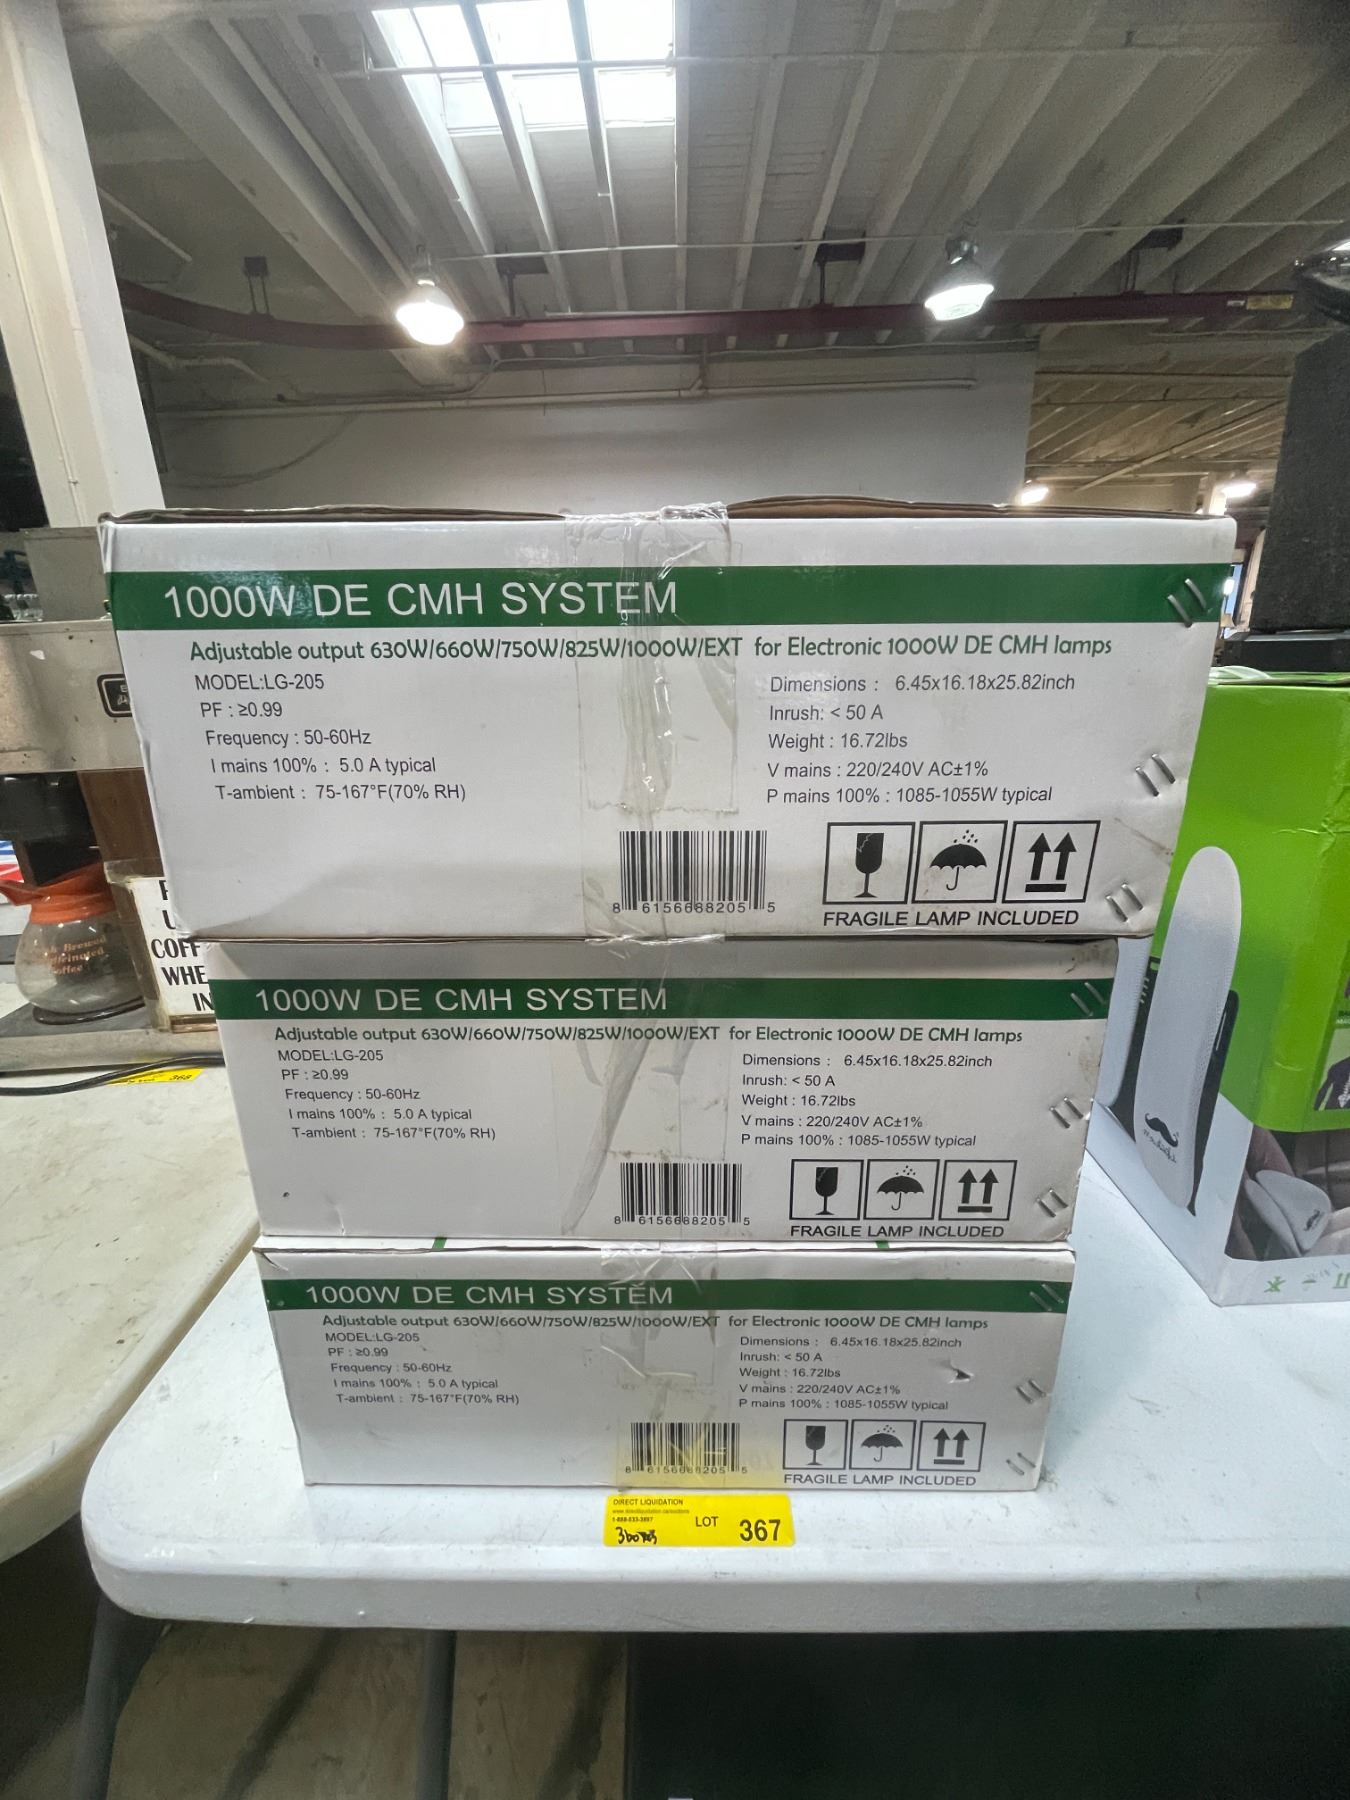 1000W DE CMH SYSTEM
Adjustable output 630W/660W/750W/825W/1000W/EXT for Electronic 1000W DE CMH lamps
MODEL:LG-205
PF : ≥0.99
Frequency : 50-60Hz
I mains 100% : 5.0 A typical
T-ambient : 75-167°F(70% RH)
Dimensions : 6.45x16.18x25.82inch
Inrush: < 50 A
Weight : 16.72lbs
V mains : 220/240V AC±1%
P mains 100% : 1085-1055W typical
8 6156688205 5
FRAGILE LAMP INCLUDED
COFF
WHE
IN
Brewed
1000W DE CMH SYSTEM
Adjustable output 630W/660W/750W/825W/1000W/EXT for Electronic 1000W DE CMH lamps
MODEL:LG-205
PF : ≥0.99
Frequency : 50-60Hz
I mains 100% : 5.0 A typical
T-ambient : 75-167°F(70% RH)
Dimensions : 6.45x16.18x25.82inch
Inrush: < 50 A
Weight : 16.72lbs
V mains : 220/240V AC±1%
P mains 100% : 1085-1055W typical
8 6156688205 5
FRAGILE LAMP INCLUDED
368
1000W DE CMH SYSTEM
Adjustable output 630W/660W/750W/825W/1000W/EXT for Electronic 1000W DE CMH lamps
MODEL:LG-205
PF : ≥0.99
Frequency : 50-60Hz
I mains 100% : 5.0 A typical
T-ambient : 75-167°F(70% RH)
Dimensions : 6.45x16.18x25.82inch
Inrush: < 50 A
Weight : 16.72lbs
V mains : 220/240V AC±1%
P mains 100% : 1085-1055W typical
8 6156688205 5
FRAGILE LAMP INCLUDED
DIRECT LIQUIDATION
3 boxes
LOT 367